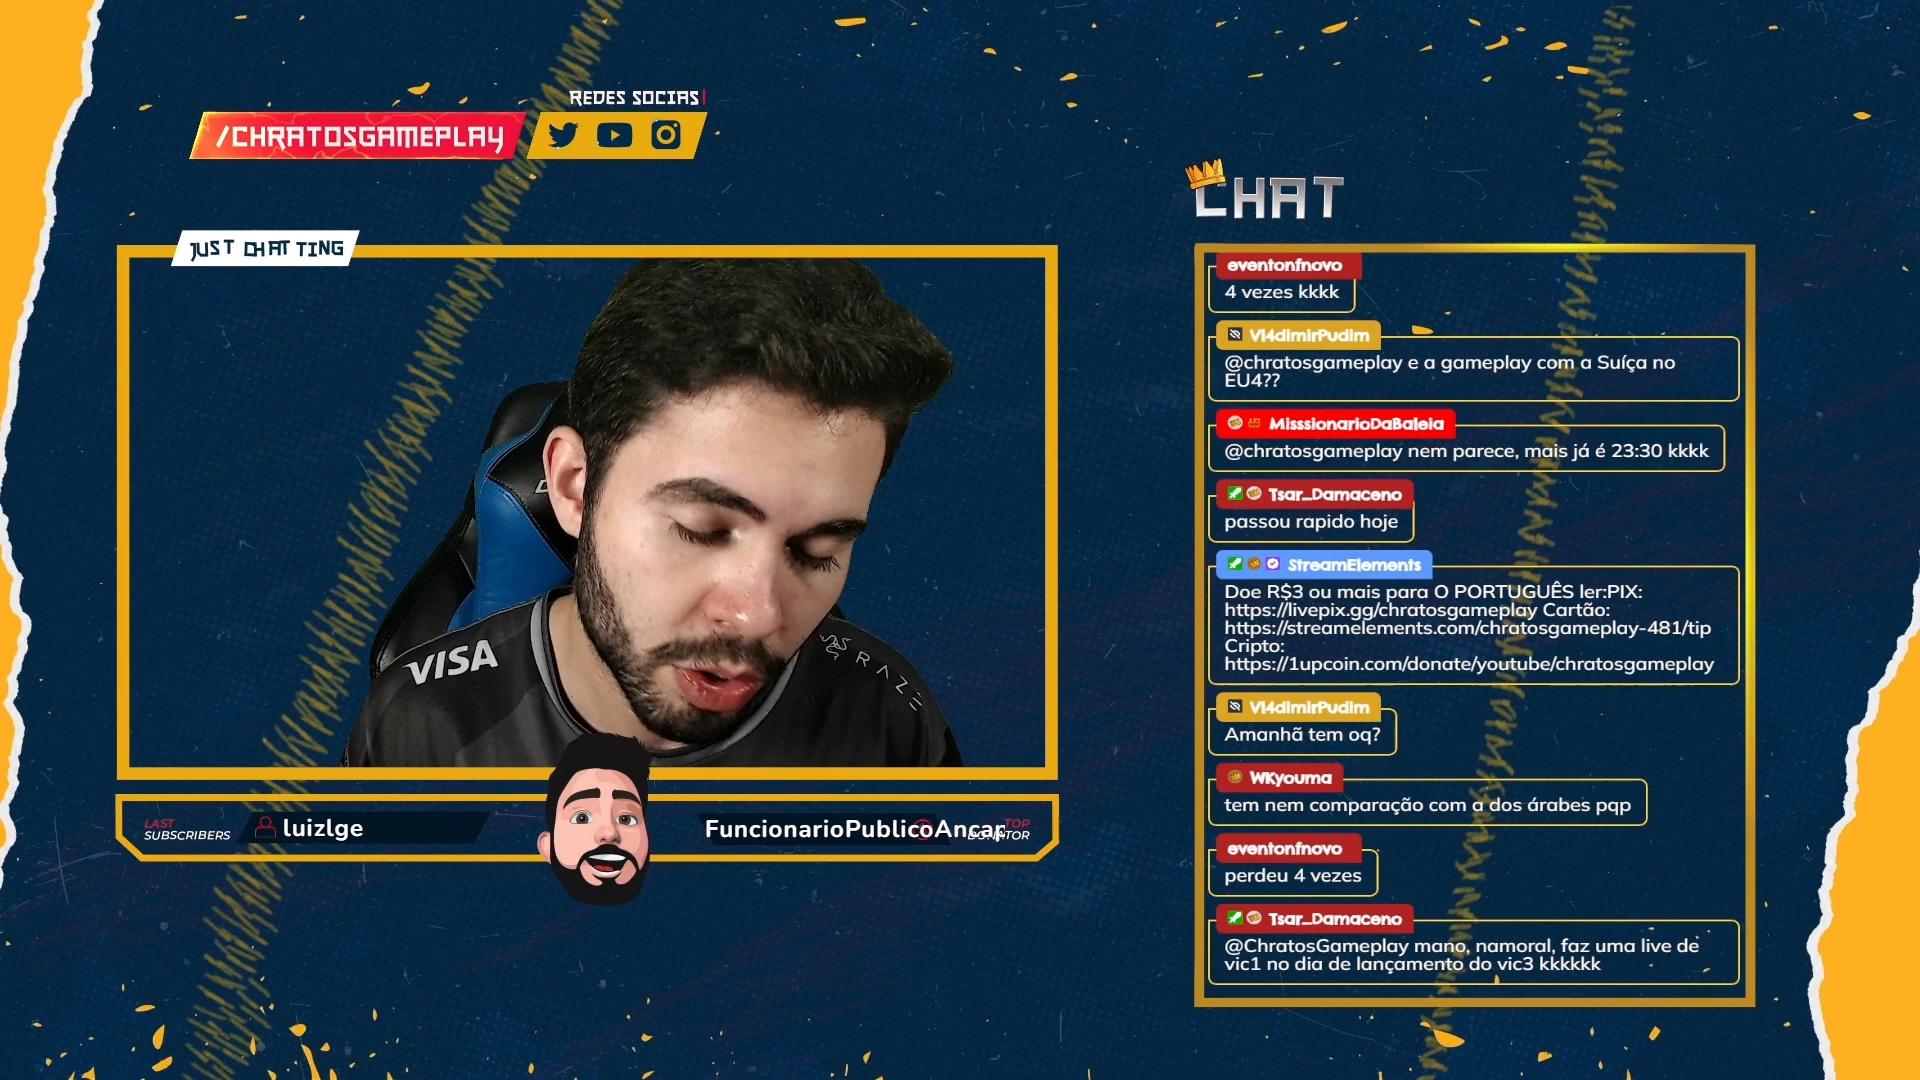 REDES SOCIAS
/CHRATOSGAMEPLAY
CHAT
JUST CHATTING
eventonfnovo
4 vezes kkkk
Vl4dimirPudim
@chratosgameplay e a gameplay com a Suíça no
EU4??
MisssionarioDaBaleia
@chratosgameplay nem parece, mais já é 23:30 kkkk
Tsar_Damaceno
passou rapido hoje
StreamElements
Doe R$3 ou mais para O PORTUGUÊS ler:PIX:
https://livepix.gg/chratosgameplay Cartão:
https://streamelements.com/chratosgameplay-481/tip
Cripto:
https://1upcoin.com/donate/youtube/chratosgameplay
Vl4dimirPudim
Amanhã tem oq?
WKyouma
tem nem comparação com a dos árabes pqp
eventonfnovo
perdeu 4 vezes
Tsar_Damaceno
@ChratosGameplay mano, namoral, faz uma live de
vic1 no dia de lançamento do vic3 kkkkkk
VISA
RAZE
LAST
SUBSCRIBERS
luizlge
FuncionarioPublicoAncap
TOP
DONATOR